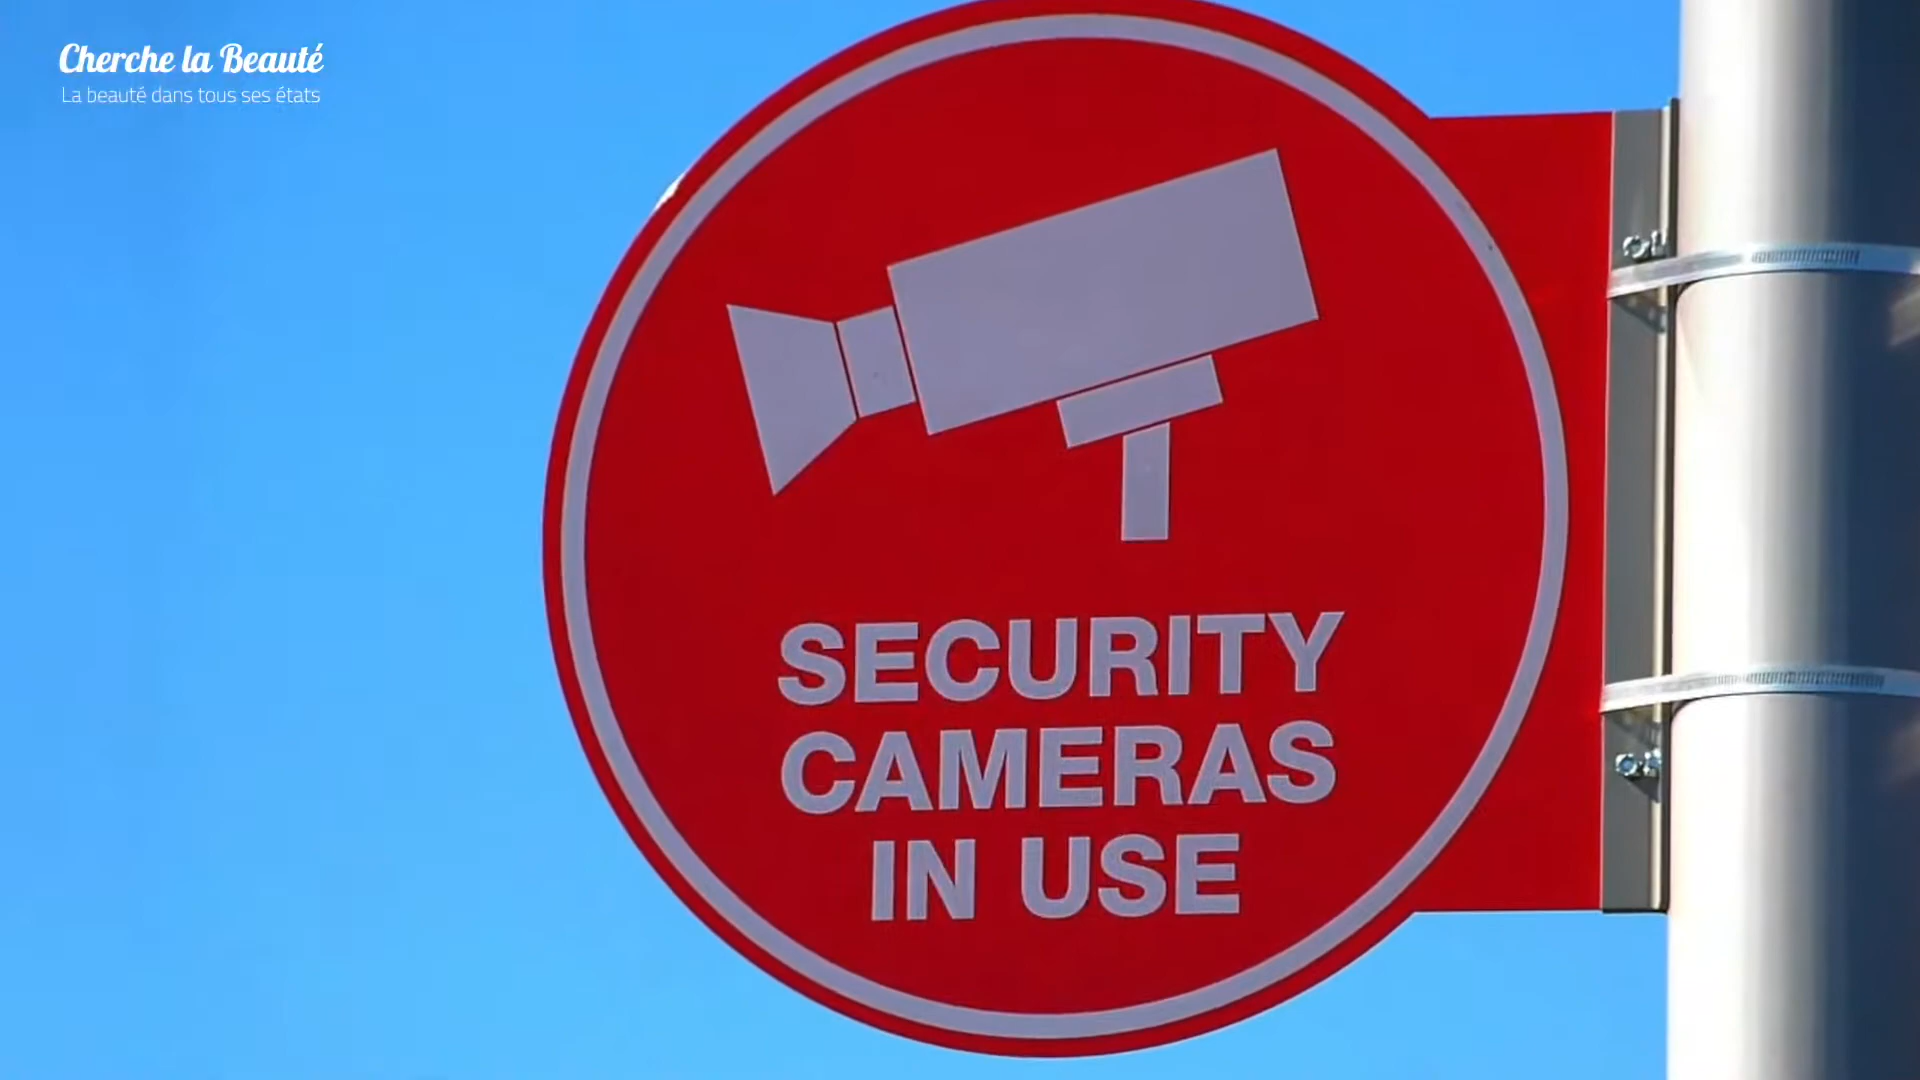 Cherche la Beauté
La beauté dans tous ses états
SECURITY
CAMERAS
IN USE